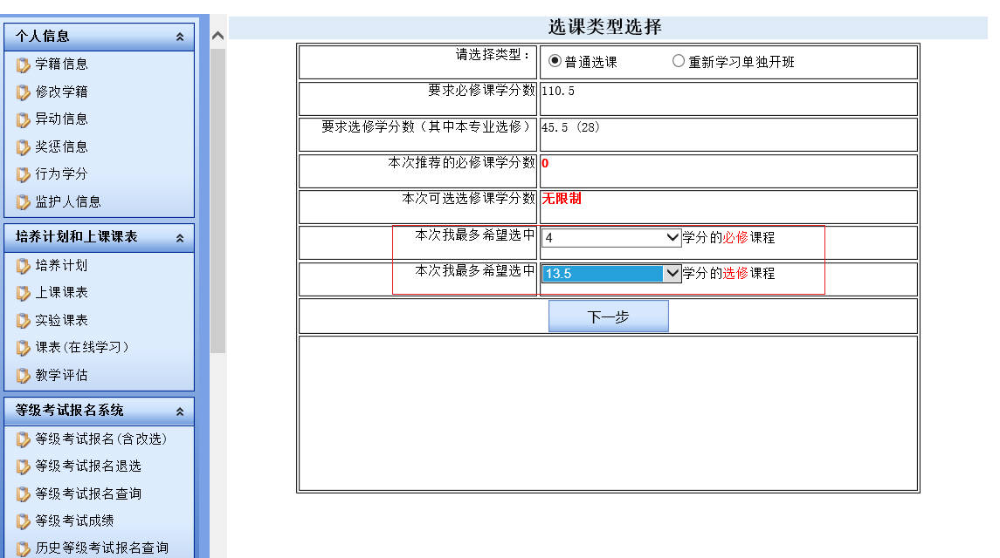 个人信息
学籍信息
修改学籍
异动信息
奖惩信息
行为学分
监护人信息
培养计划和上课课表
培养计划
上课课表
实验课表
课表(在线学习)
教学评估
等级考试报名系统
等级考试报名(含改选)
等级考试报名退选
等级考试报名查询
等级考试成绩
历史等级考试报名查询
选课类型选择
请选择类型： 普通选课 重新学习单独开班
要求必修课学分数 110.5
要求选修学分数（其中本专业选修） 45.5 (28)
本次推荐的必修课学分数 0
本次可选选修课学分数 无限制
本次我最多希望选中 4 学分的必修课程
本次我最多希望选中 13.5 学分的选修课程
下一步